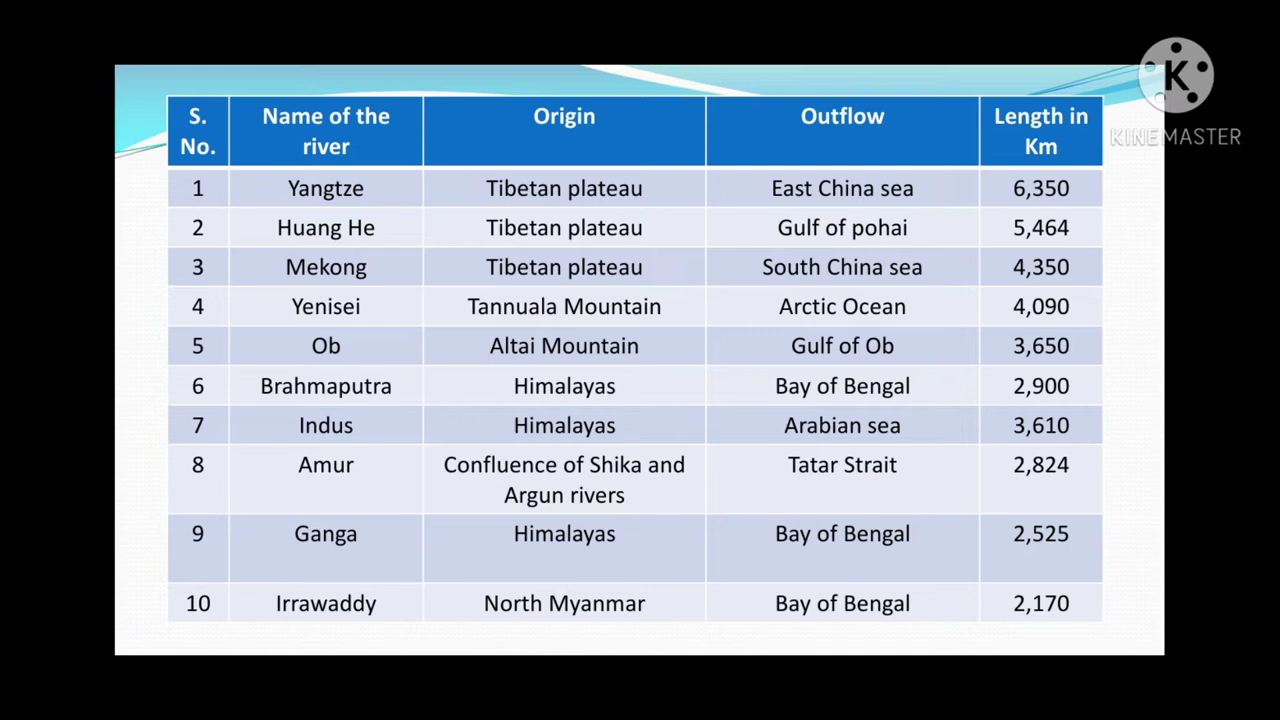 S. No. Name of the river Origin Outflow Length in Km
1 Yangtze Tibetan plateau East China sea 6,350
2 Huang He Tibetan plateau Gulf of pohai 5,464
3 Mekong Tibetan plateau South China sea 4,350
4 Yenisei Tannuala Mountain Arctic Ocean 4,090
5 Ob Altai Mountain Gulf of Ob 3,650
6 Brahmaputra Himalayas Bay of Bengal 2,900
7 Indus Himalayas Arabian sea 3,610
8 Amur Confluence of Shika and Argun rivers Tatar Strait 2,824
9 Ganga Himalayas Bay of Bengal 2,525
10 Irrawaddy North Myanmar Bay of Bengal 2,170
K
KINEMASTER